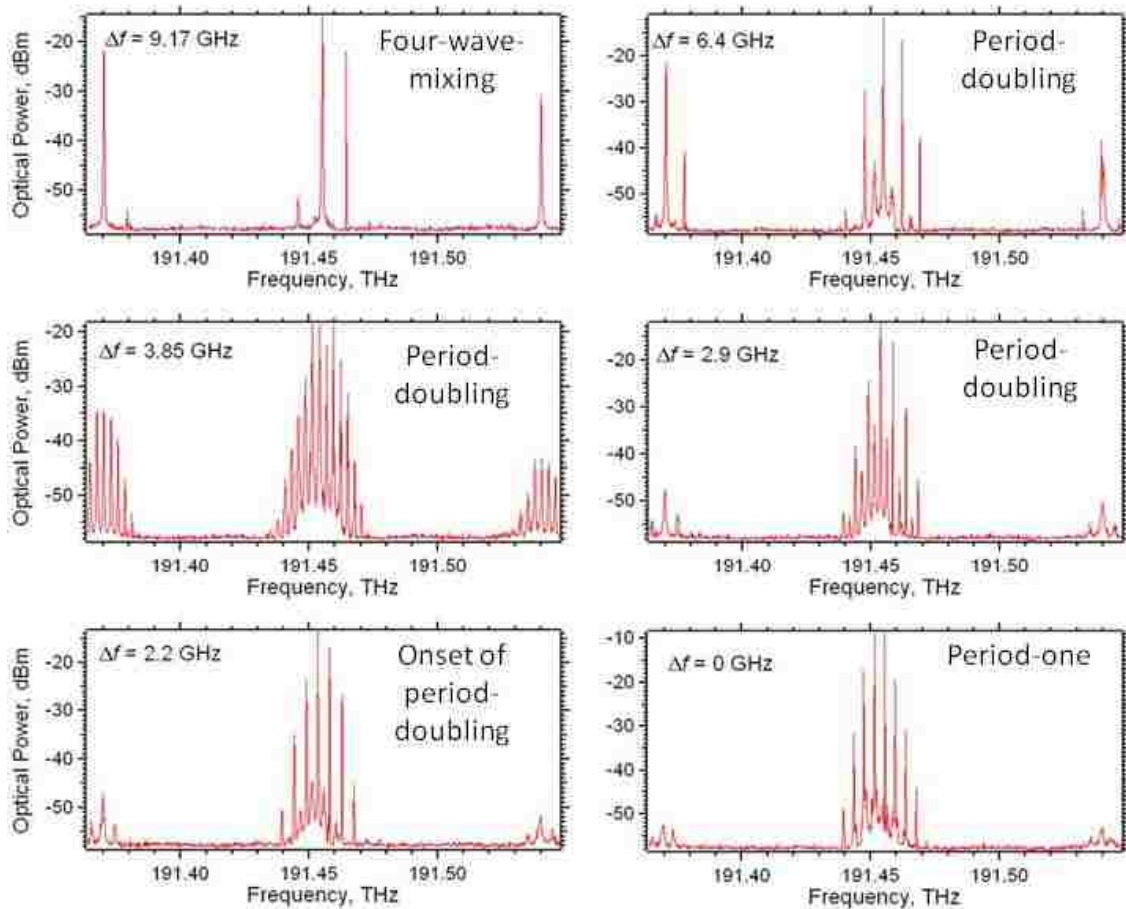 Δf = 9.17 GHz
Four-wave-
mixing
Optical Power, dBm
-20
-30
-40
-50
191.40
191.45
191.50
Frequency, THz
Δf = 6.4 GHz
Period-
doubling
-20
-30
-40
-50
191.40
191.45
191.50
Frequency, THz
Δf = 3.85 GHz
Period-
doubling
Optical Power, dBm
-20
-30
-40
-50
191.40
191.45
191.50
Frequency, THz
Δf = 2.9 GHz
Period-
doubling
-20
-30
-40
-50
191.40
191.45
191.50
Frequency, THz
Δf = 2.2 GHz
Onset of
period-
doubling
Optical Power, dBm
-20
-30
-40
-50
191.40
191.45
191.50
Frequency, THz
Δf = 0 GHz
Period-one
-10
-20
-30
-40
-50
191.40
191.45
191.50
Frequency, THz